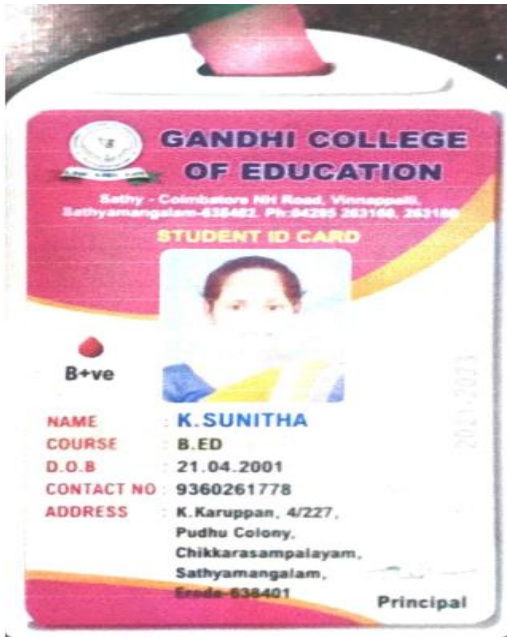 GANDHI COLLEGE
OF EDUCATION
Sathy - Coimbatore NH Road, Vinnappalli,
Sathyamangalam-638402. Ph:04295 263166,
STUDENT ID CARD
B+ve
NAME : K.SUNITHA
COURSE : B.ED
D.O.B : 21.04.2001
CONTACT NO : 9360261778
ADDRESS : K.Karuppan, 4/227,
Pudhu Colony,
Chikkarasampalayam,
Sathyamangalam,
Erode-638401
Principal